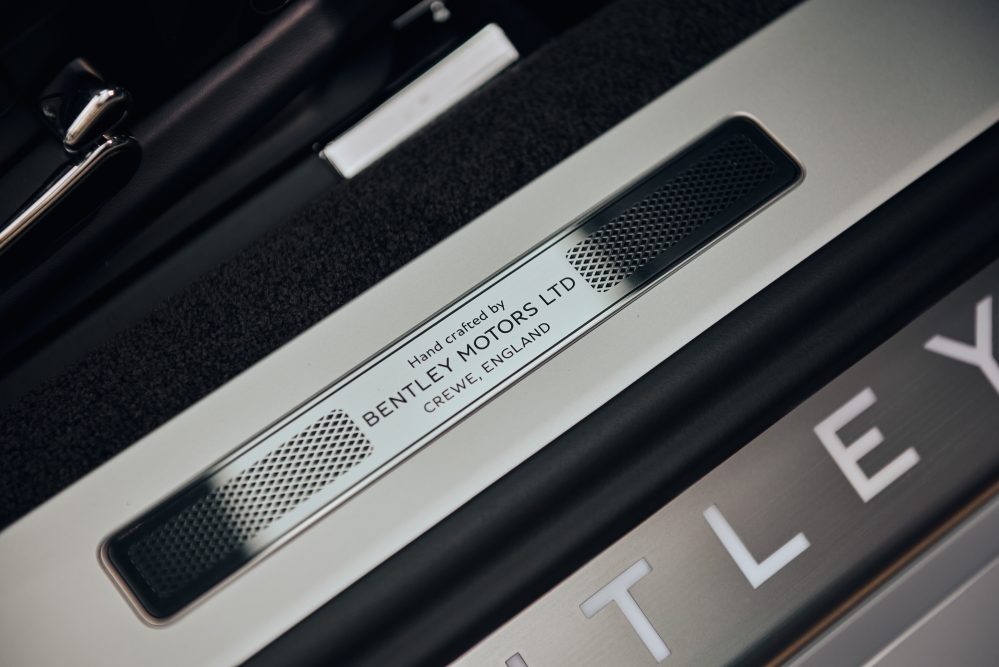 Hand crafted by
BENTLEY MOTORS LTD
CREWE, ENGLAND
TLEY